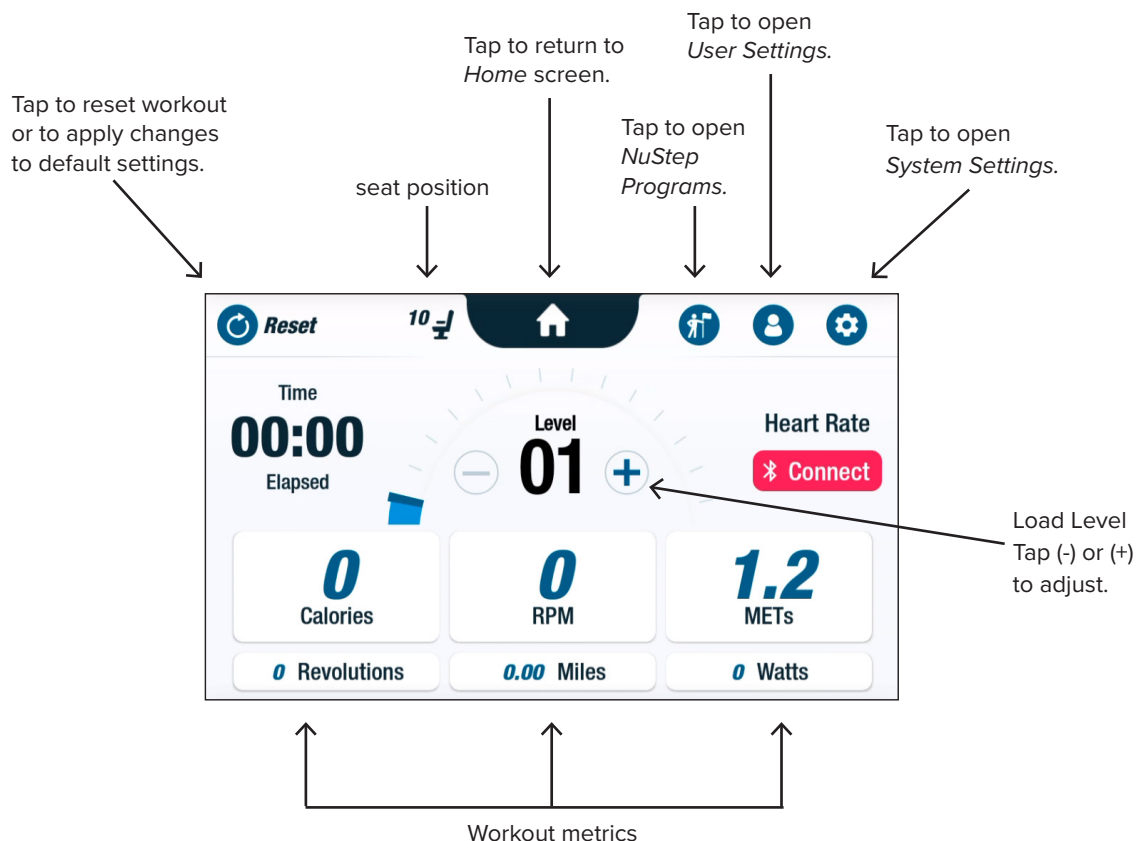 Tap to open
User Settings.
Tap to return to
Home screen.
Tap to reset workout
or to apply changes
to default settings.
Tap to open
NuStep
Programs.
Tap to open
System Settings.
seat position
Reset
10
Time
00:00
Elapsed
Level
01
Heart Rate
Connect
Load Level
Tap (-) or (+)
to adjust.
0
Calories
0
RPM
1.2
METs
0 Revolutions
0.00 Miles
0 Watts
Workout metrics